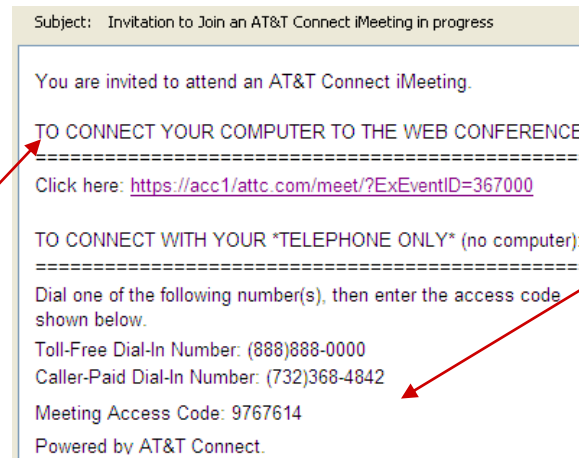 Subject: Invitation to Join an AT&T Connect iMeeting in progress
You are invited to attend an AT&T Connect iMeeting.
TO CONNECT YOUR COMPUTER TO THE WEB CONFERENCE
================================================
Click here: https://acc1/attc.com/meet/?ExEventID=367000
TO CONNECT WITH YOUR *TELEPHONE ONLY* (no computer):
================================================
Dial one of the following number(s), then enter the access code
shown below.
Toll-Free Dial-In Number: (888)888-0000
Caller-Paid Dial-In Number: (732)368-4842
Meeting Access Code: 9767614
Powered by AT&T Connect.